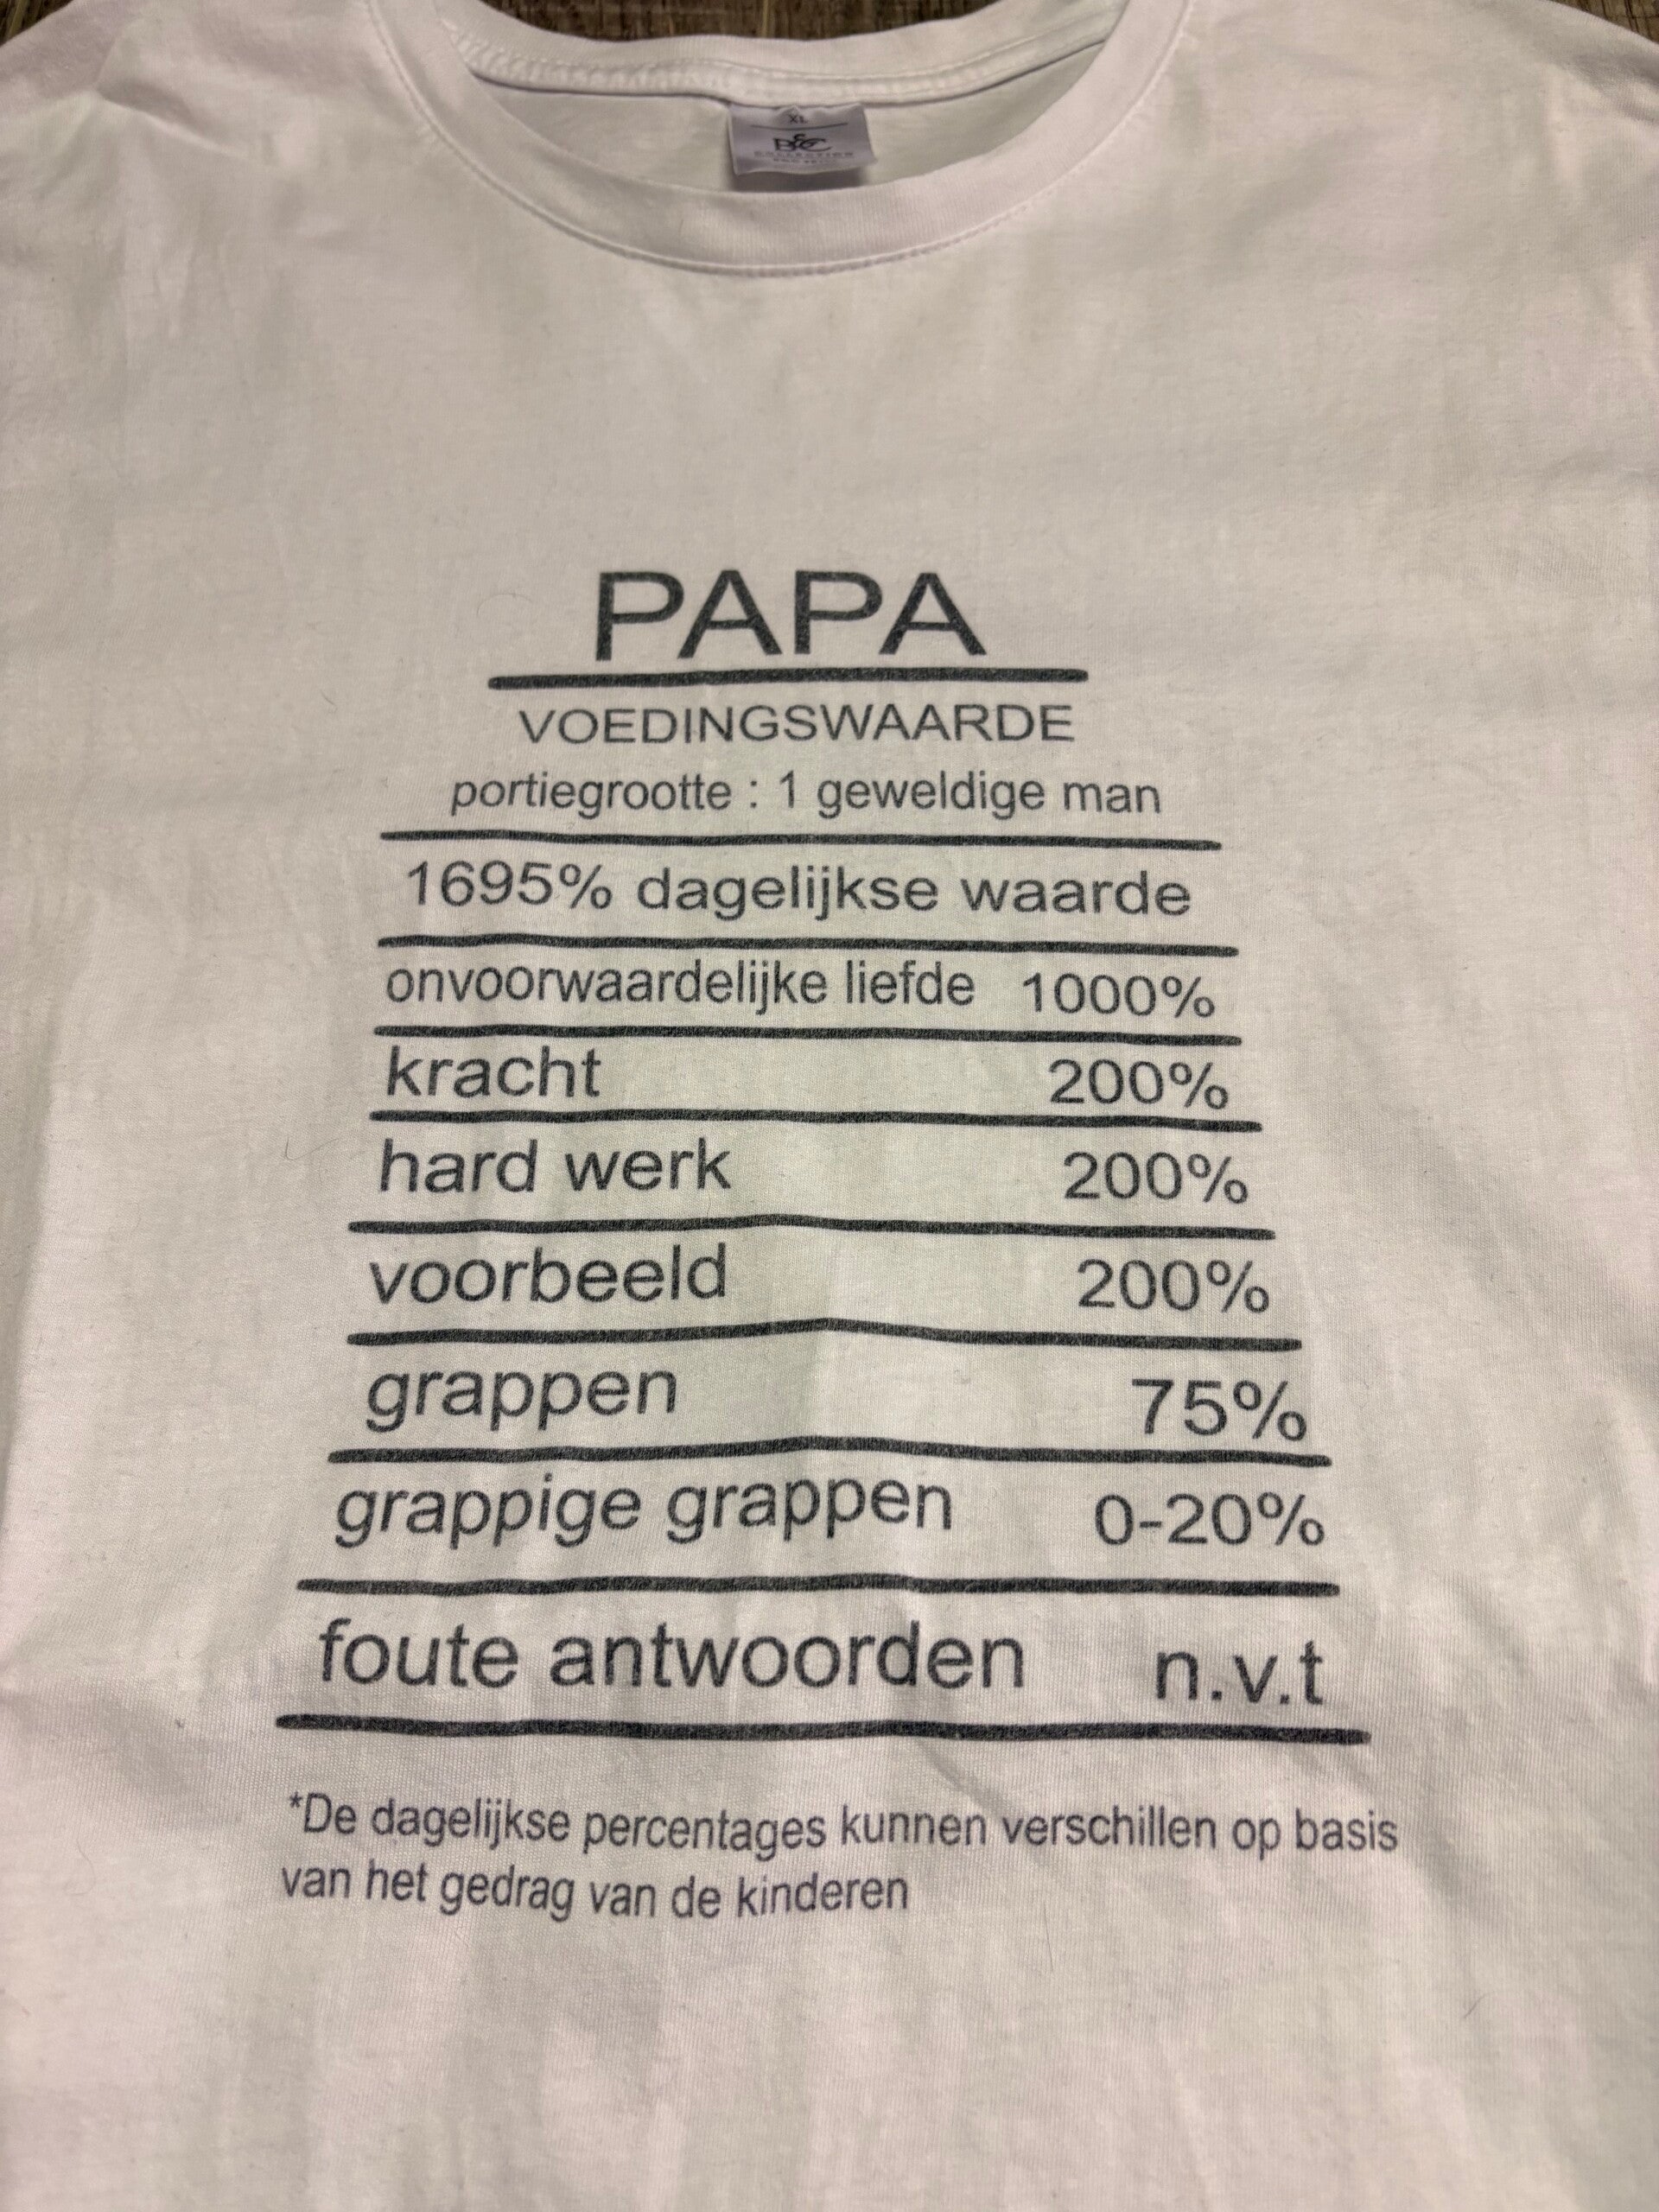 XL
B&C
COLLECTION
PAPA
VOEDINGSWAARDE
portiegrootte : 1 geweldige man
1695% dagelijkse waarde
onvoorwaardelijke liefde 1000%
kracht 200%
hard werk 200%
voorbeeld 200%
grappen 75%
grappige grappen 0-20%
foute antwoorden n.v.t
*De dagelijkse percentages kunnen verschillen op basis
van het gedrag van de kinderen